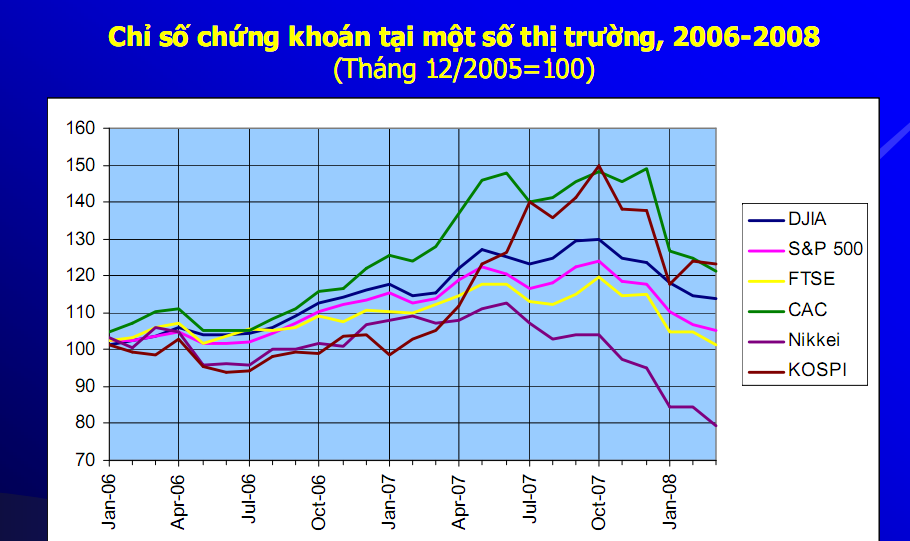 Chỉ số chứng khoán tại một số thị trường, 2006-2008
(Tháng 12/2005=100)
160
150
140
130
120
110
100
90
80
70
Jan-06
Apr-06
Jul-06
Oct-06
Jan-07
Apr-07
Jul-07
Oct-07
Jan-08
DJIA
S&P 500
FTSE
CAC
Nikkei
KOSPI